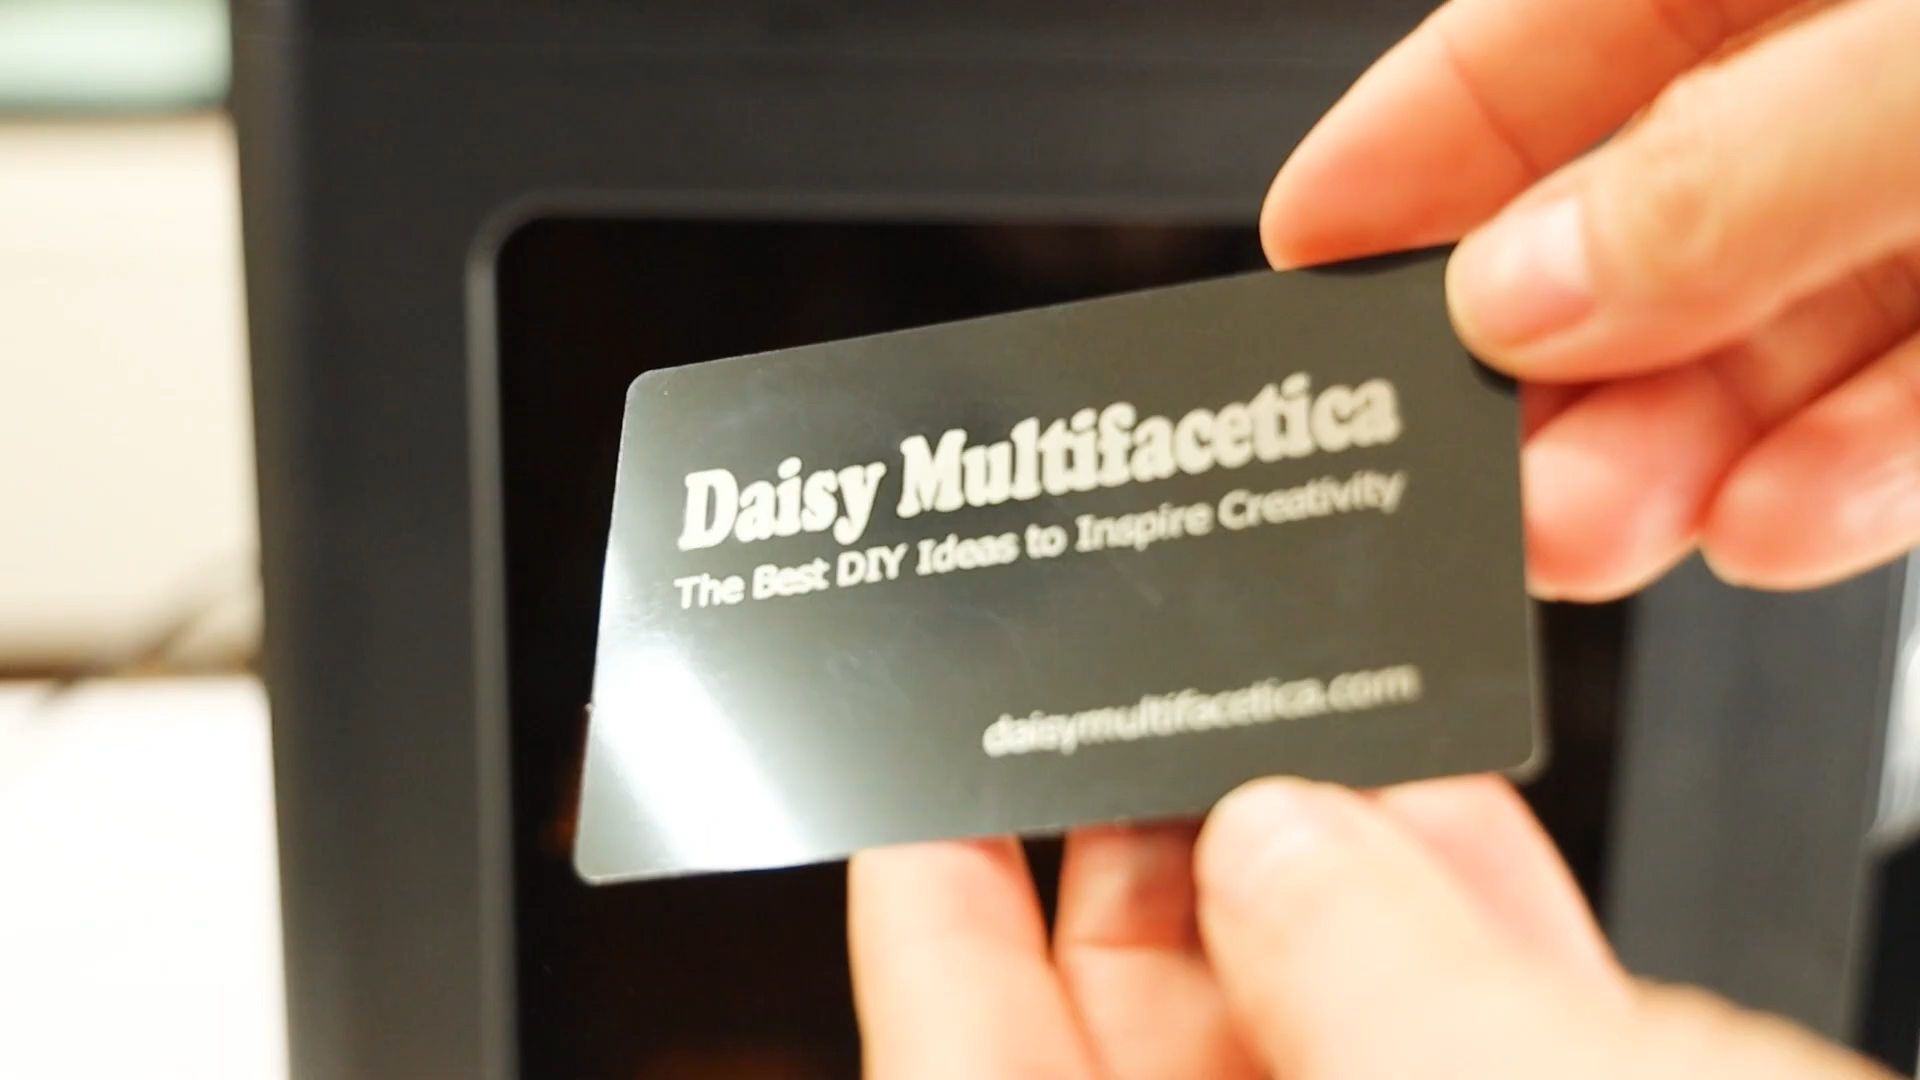 Daisy Multifacetica
The Best DIY Ideas to Inspire Creativity
daisymultifacetica.com